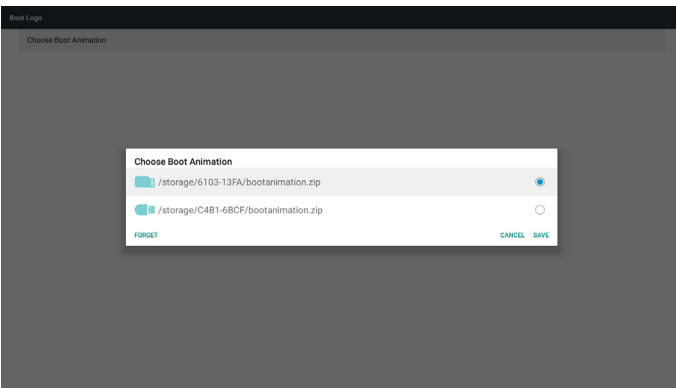 Boot Logo
Choose Boot Animation
Choose Boot Animation
/storage/6103-13FA/bootanimation.zip
/storage/C4B1-6BCF/bootanimation.zip
FORGET CANCEL SAVE